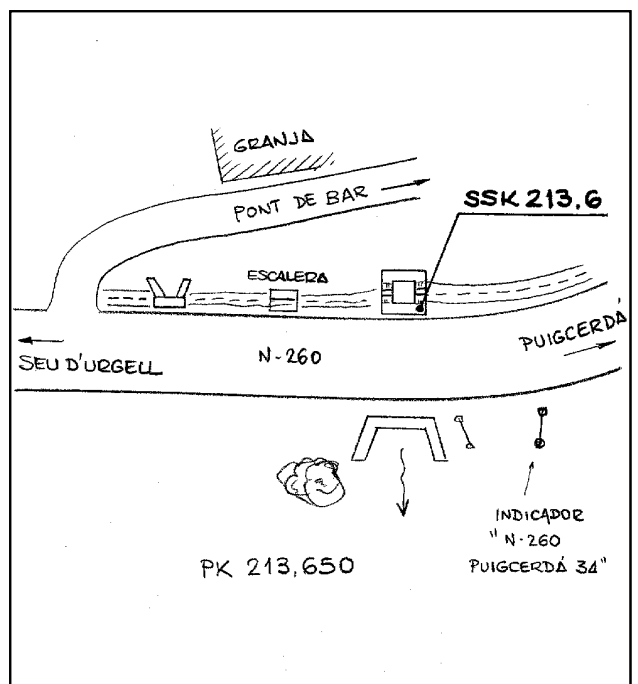 GRANJA
PONT DE BAR
SSK 213.6
ESCALERA
PUIGCERDÁ
SEU D'URGELL
N-260
INDICADOR
"N-260
PUIGCERDÁ 34"
PK 213,650